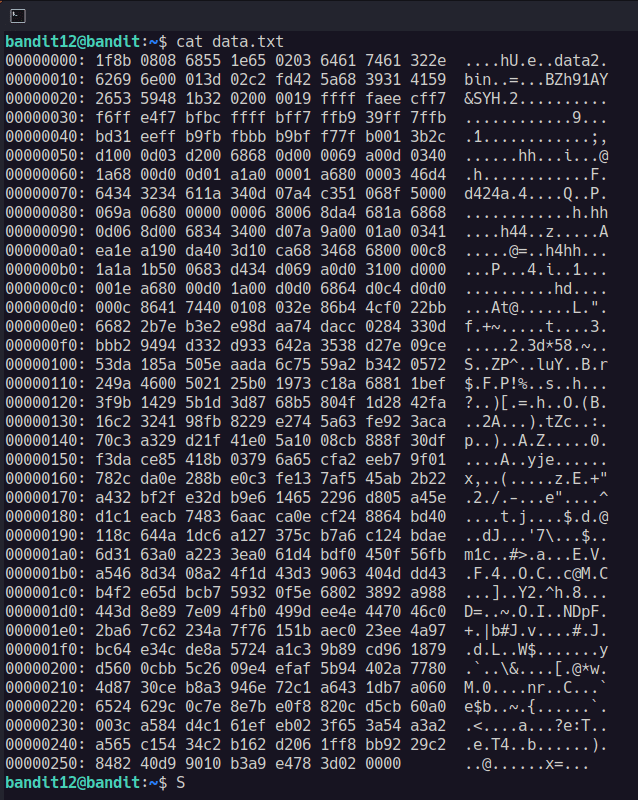 bandit12@bandit:~$ cat data.txt
00000000: 1f8b 0808 6855 1e65 0203 6461 7461 322e  ....hU.e..data2.
00000010: 6269 6e00 013d 02c2 fd42 5a68 3931 4159  bin..=...BZh91AY
00000020: 2653 5948 1b32 0200 0019 ffff faee cff7  &SYH.2..........
00000030: f6ff e4f7 bfbc ffff bff7 ffb9 39ff 7ffb  ............9...
00000040: bd31 eeff b9fb fbbb b9bf f77f b001 3b2c  .1............;,
00000050: d100 0d03 d200 6868 0d00 0069 a00d 0340  ......hh...i...@
00000060: 1a68 00d0 0d01 a1a0 0001 a680 0003 46d4  .h............F.
00000070: 6434 3234 611a 340d 07a4 c351 068f 5000  d424a.4....Q..P.
00000080: 069a 0680 0000 0006 8006 8da4 681a 6868  ............h.hh
00000090: 0d06 8d00 6834 3400 d07a 9a00 01a0 0341  ....h44..z.....A
000000a0: ea1e a190 da40 3d10 ca68 3468 6800 00c8  .....@=..h4hh...
000000b0: 1a1a 1b50 0683 d434 d069 a0d0 3100 d000  ...P...4.i..1...
000000c0: 001e a680 00d0 1a00 d0d0 6864 d0c4 d0d0  ..........hd....
000000d0: 000c 8641 7440 0108 032e 86b4 4cf0 22bb  ...At@......L.".
000000e0: 6682 2b7e b3e2 e98d aa74 dacc 0284 330d  f.+~.....t....3.
000000f0: bbb2 9494 d332 d933 642a 3538 d27e 09ce  .....2.3d*58.~..
00000100: 53da 185a 505e aada 6c75 59a2 b342 0572  S..ZP^..luY..B.r
00000110: 249a 4600 5021 25b0 1973 c18a 6881 1bef  $.F.P!%..s..h...
00000120: 3f9b 1429 5b1d 3d87 68b5 804f 1d28 42fa  ?..)[.=.h..O.(B.
00000130: 16c2 3241 98fb 8229 e274 5a63 fe92 3aca  ..2A...).tZc..:.
00000140: 70c3 a329 d21f 41e0 5a10 08cb 888f 30df  p..)..A.Z.....0.
00000150: f3da ce85 418b 0379 6a65 cfa2 eeb7 9f01  ....A..yje......
00000160: 782c da0e 288b e0c3 fe13 7af5 45ab 2b22  x,..(.....z.E.+"
00000170: a432 bf2f e32d b9e6 1465 2296 d805 a45e  .2./.-...e"....^
00000180: d1c1 eacb 7483 6aac ca0e cf24 8864 bd40  ....t.j....$.d.@
00000190: 118c 644a 1dc6 a127 375c b7a6 c124 bdae  ..dJ...'7\...$..
000001a0: 6d31 63a0 a223 3ea0 61d4 bdf0 450f 56fb  m1c..#>.a...E.V.
000001b0: a546 8d34 08a2 4f1d 43d3 9063 404d dd43  .F.4..O.C..c@M.C
000001c0: b4f2 e65d bcb7 5932 0f5e 6802 3892 a988  ...]..Y2.^h.8...
000001d0: 443d 8e89 7e09 4fb0 499d ee4e 4470 46c0  D=..~.O.I..NDpF.
000001e0: 2ba6 7c62 234a 7f76 151b aec0 23ee 4a97  +.|b#J.v....#.J.
000001f0: bc64 e34c de8a 5724 a1c3 9b89 cd96 1879  .d.L..W$.......y
00000200: d560 0cbb 5c26 09e4 efaf 5b94 402a 7780  .`..\&....[.@*w.
00000210: 4d87 30ce b8a3 946e 72c1 a643 1db7 a060  M.0....nr..C...`
00000220: 6524 629c 0c7e 8e7b e0f8 820c d5cb 60a0  e$b..~.{......`.
00000230: 003c a584 d4c1 61ef eb02 3f65 3a54 a3a2  .<....a...?e:T..
00000240: a565 c154 34c2 b162 d206 1ff8 bb92 29c2  .e.T4..b......).
00000250: 8482 40d9 9010 b3a9 e478 3d02 0000  ..@......x=...
bandit12@bandit:~$ S